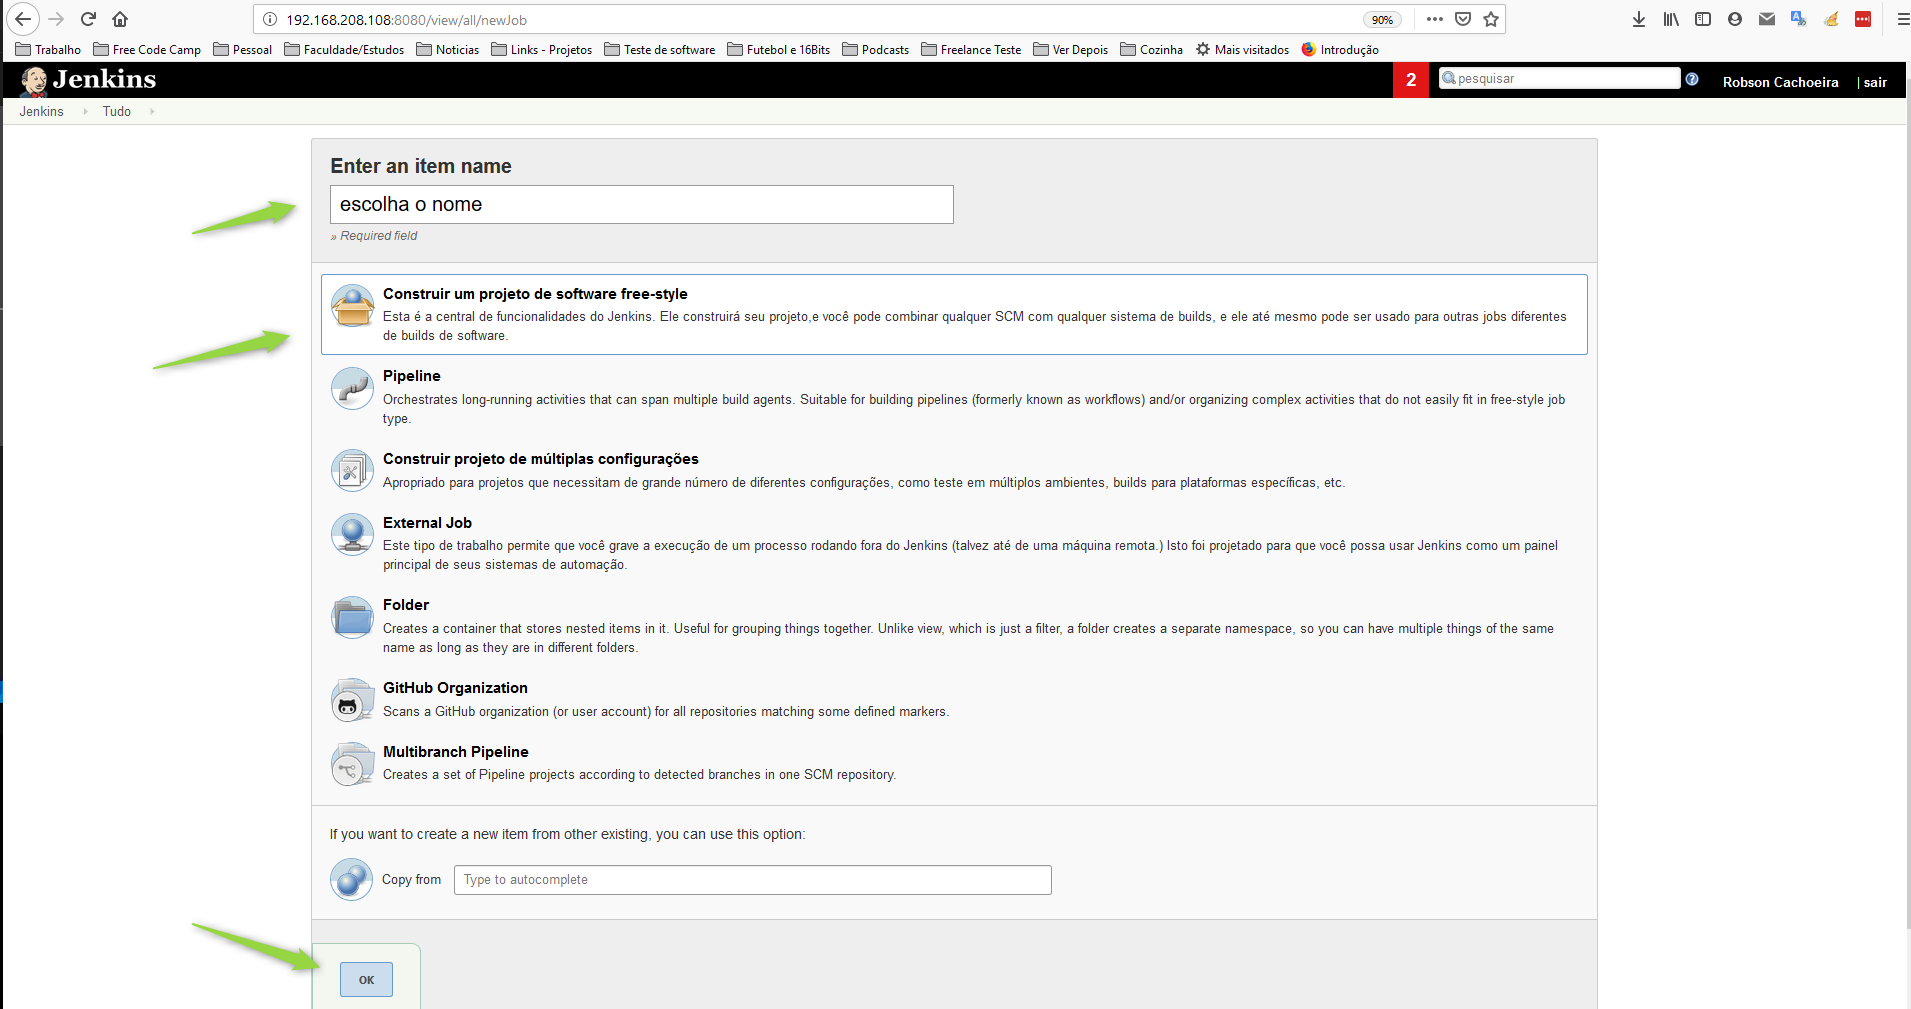 192.168.208.108:8080/view/all/newJob
90%
Trabalho Free Code Camp Pessoal Faculdade/Estudos Noticias Links - Projetos Teste de software Futebol e 16Bits Podcasts Freelance Teste Ver Depois Cozinha Mais visitados Introdução
Jenkins
2
pesquisar
?
Robson Cachoeira
| sair
Jenkins
Tudo
Enter an item name
escolha o nome
» Required field
Construir um projeto de software free-style
Esta é a central de funcionalidades do Jenkins. Ele construirá seu projeto,e você pode combinar qualquer SCM com qualquer sistema de builds, e ele até mesmo pode ser usado para outras jobs diferentes
de builds de software.
Pipeline
Orchestrates long-running activities that can span multiple build agents. Suitable for building pipelines (formerly known as workflows) and/or organizing complex activities that do not easily fit in free-style job
type.
Construir projeto de múltiplas configurações
Apropriado para projetos que necessitam de grande número de diferentes configurações, como teste em múltiplos ambientes, builds para plataformas específicas, etc.
External Job
Este tipo de trabalho permite que você grave a execução de um processo rodando fora do Jenkins (talvez até de uma máquina remota.) Isto foi projetado para que você possa usar Jenkins como um painel
principal de seus sistemas de automação.
Folder
Creates a container that stores nested items in it. Useful for grouping things together. Unlike view, which is just a filter, a folder creates a separate namespace, so you can have multiple things of the same
name as long as they are in different folders.
GitHub Organization
Scans a GitHub organization (or user account) for all repositories matching some defined markers.
Multibranch Pipeline
Creates a set of Pipeline projects according to detected branches in one SCM repository.
If you want to create a new item from other existing, you can use this option:
Copy from
Type to autocomplete
OK